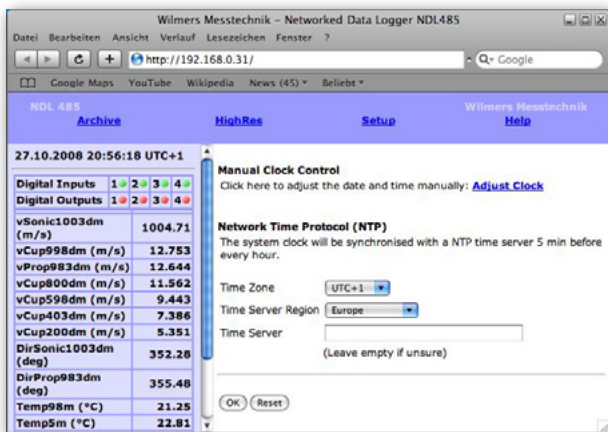 Wilmers Messtechnik – Networked Data Logger NDL485
Datei Bearbeiten Ansicht Verlauf Lesezeichen Fenster ?
http://192.168.0.31/
Google
Google Maps YouTube Wikipedia News (45) Beliebt
NDL 485 Wilmers Messtechnik
Archive HighRes Setup Help
27.10.2008 20:56:18 UTC+1
Digital Inputs 1 2 3 4
Digital Outputs 1 2 3 4
vSonic1003dm (m/s) 1004.71
vCup998dm (m/s) 12.753
vProp983dm (m/s) 12.644
vCup800dm (m/s) 11.562
vCup598dm (m/s) 9.443
vCup403dm (m/s) 7.386
vCup200dm (m/s) 5.351
DirSonic1003dm (deg) 352.28
DirProp983dm (deg) 355.48
Temp98m (°C) 21.25
Temp5m (°C) 22.81
Manual Clock Control
Click here to adjust the date and time manually: Adjust Clock
Network Time Protocol (NTP)
The system clock will be synchronised with a NTP time server 5 min before
every hour.
Time Zone UTC+1
Time Server Region Europe
Time Server
(Leave empty if unsure)
OK Reset